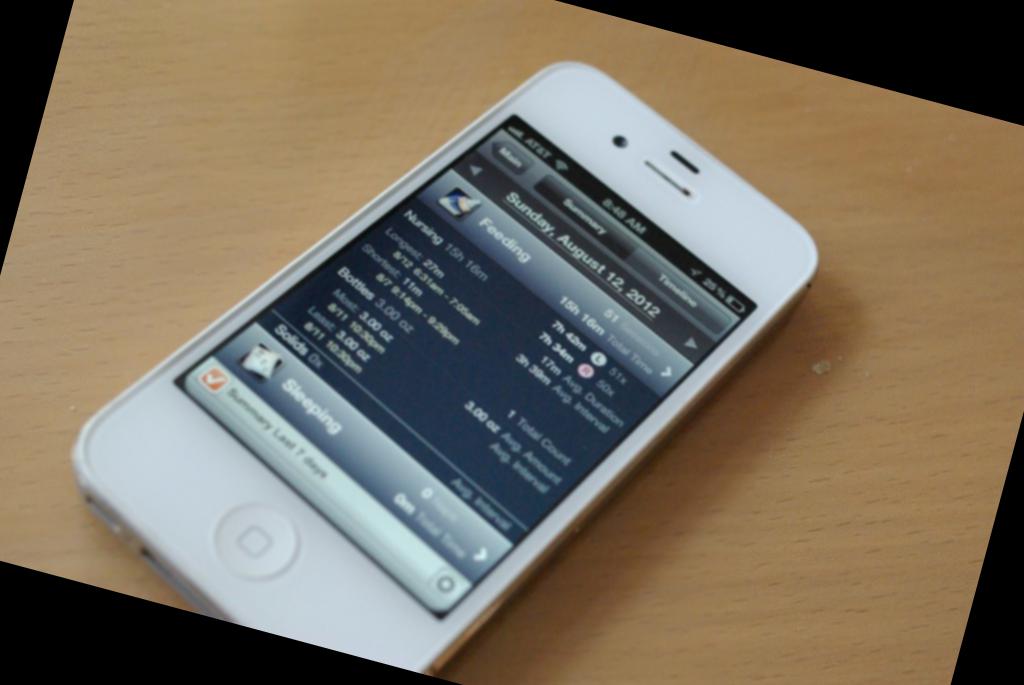 AT&T 8:48 AM 25%
Main Summary Timeline
Sunday, August 12, 2012
Feeding 51
15h 16m Total Time
Nursing 15h 16m 7h 42m 51x
7h 34m 50x
Longest: 27m 17m Avg. Duration
8/12 6:31am - 7:05am 3h 39m Avg. Interval
Shortest: 11m
8/7 9:14pm - 9:29pm
Bottles 3.00 oz 1 Total Count
Most: 3.00 oz 3.00 oz Avg. Amount
8/11 10:30pm Avg. Interval
Least: 3.00 oz
8/11 10:30pm
Solids 0x Avg. Interval
Sleeping 0
0m Total Time
Summary Last 7 days